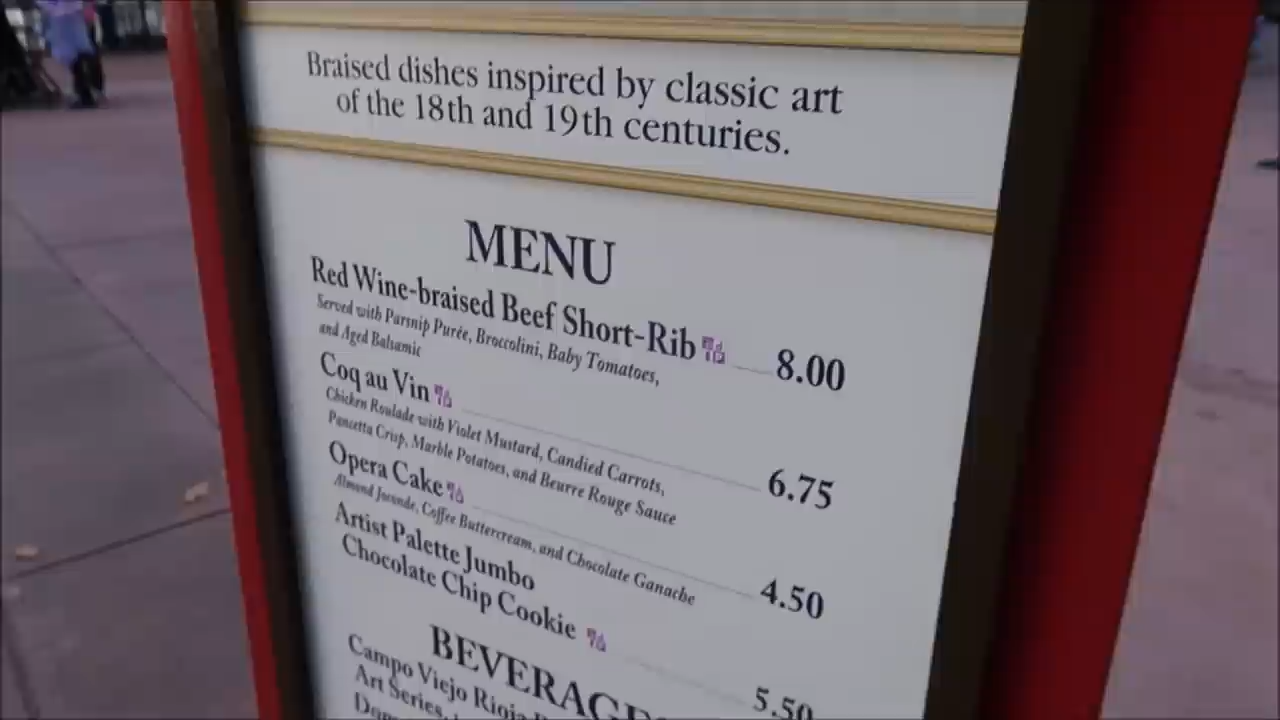 Braised dishes inspired by classic art
of the 18th and 19th centuries.
MENU
Red Wine-braised Beef Short-Rib 8.00
Served with Parsnip Purée, Broccolini, Baby Tomatoes,
and Aged Balsamic
Coq au Vin 6.75
Chicken Roulade with Violet Mustard, Candied Carrots,
Pancetta Crisp, Marble Potatoes, and Beurre Rouge Sauce
Opera Cake 4.50
Almond Joconde, Coffee Buttercream, and Chocolate Ganache
Artist Palette Jumbo
Chocolate Chip Cookie 5.50
BEVERAGE
Campo Viejo Rioja
Art Series,